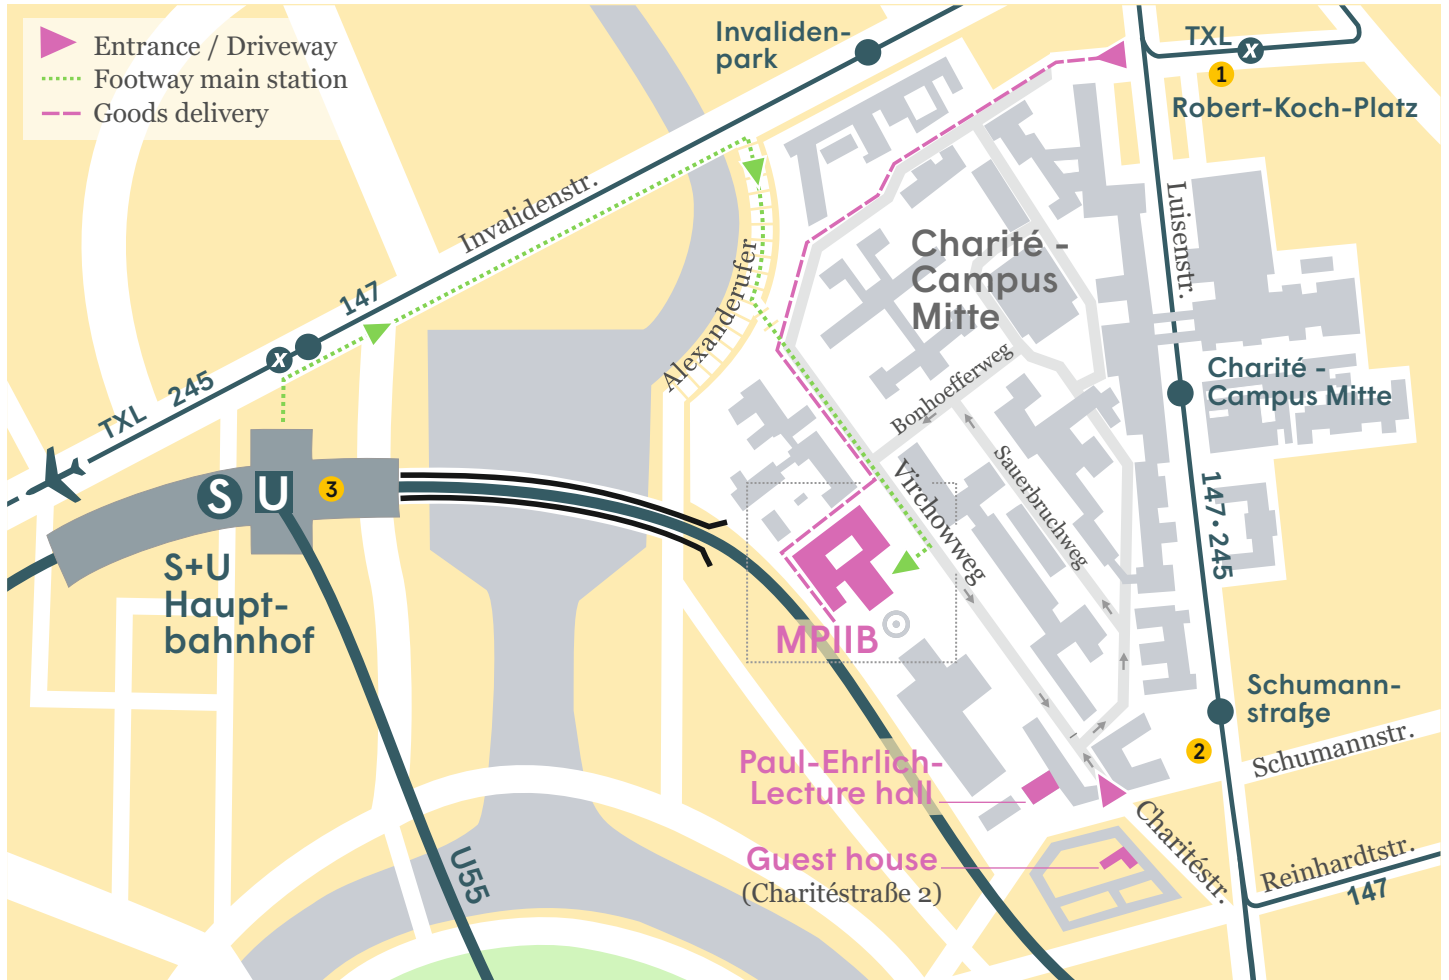 Entrance / Driveway
Footway main station
Goods delivery
Invaliden-
park
TXL
x
1
Robert-Koch-Platz
Invalidenstr.
Luisenstr.
Alexanderufer
Charité -
Campus
Mitte
147
x
TXL
245
Bonhoefferweg
Charité -
Campus Mitte
Sauerbruchweg
Virchowweg
S
U
3
147·245
S+U
Haupt-
bahnhof
MPIIB
Schumann-
straße
2
Schumannstr.
Paul-Ehrlich-
Lecture hall
Charitéstr.
Guest house
(Charitéstraße 2)
Reinhardtstr.
147
U55